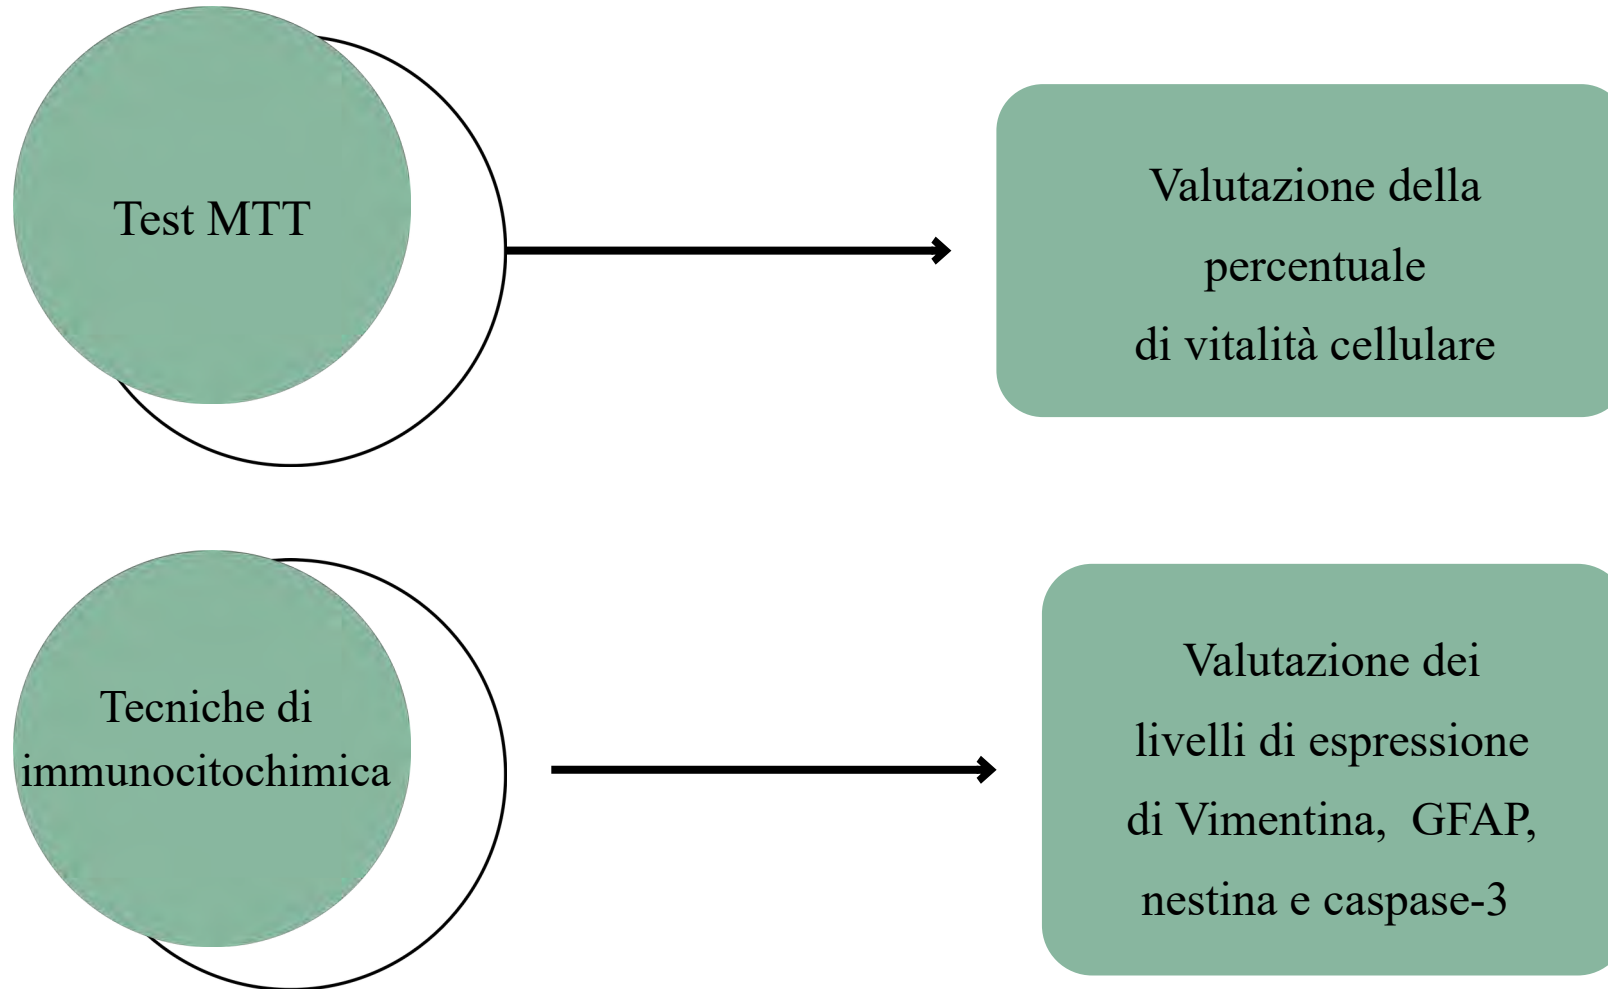 Test MTT
Valutazione della
percentuale
di vitalità cellulare
Tecniche di
immunocitochimica
Valutazione dei
livelli di espressione
di Vimentina, GFAP,
nestina e caspase-3